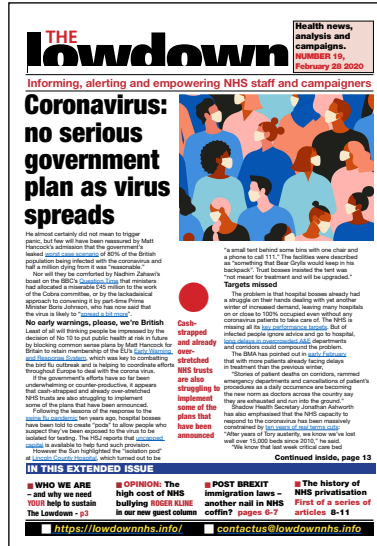 THE
lowdown
Health news,
analysis and
campaigns.
NUMBER 19,
February 28 2020
Informing, alerting and empowering NHS staff and campaigners
Coronavirus:
no serious
government
plan as virus
spreads
He almost certainly did not mean to trigger
panic, but few will have been reassured by Matt
Hancock's admission that the government's
leaked worst case scenario of 80% of the British
population being infected with the coronavirus and
half a million dying from it was "reasonable."
Nor will they be comforted by Nadhim Zahawi's
boast on the BBC's Question Time that ministers
had allocated a miserable £45 million to the work
of the Cobra committee, or by the lackadaisical
approach to convening it by part-time Prime
Minister Boris Johnson, who has now said that
the virus is likely to "spread a bit more".
No early warnings, please, we're British
Least of all will thinking people be impressed by the
decision of No 10 to put public health at risk in future
by blocking common sense plans by Matt Hancock for
Britain to retain membership of the EU's Early Warning
and Response System, which was key to combatting
the bird flu outbreak and is helping to coordinate efforts
throughout Europe to deal with the corona virus.
If the government's efforts have so far been
underwhelming or counter-productive, it appears
that cash-strapped and already over-stretched
NHS trusts are also struggling to implement
some of the plans that have been announced.
Following the lessons of the response to the
swine flu pandemic ten years ago, hospital bosses
have been told to create "pods" to allow people who
suspect they've been exposed to the virus to be
isolated for testing. The HSJ reports that uncapped
capital is available to help fund such provision.
However the Sun highlighted the "isolation pod"
at Lincoln County Hospital, which turned out to be
Cash-
strapped
and already
over-
stretched
NHS trusts
are also
struggling to
implement
some of the
plans that
have been
announced
"a small tent behind some bins with one chair and
a phone to call 111." The facilities were described
as "something that Bear Grylls would keep in his
backpack". Trust bosses insisted the tent was
"not meant for treatment and will be upgraded."
Targets missed
The problem is that hospital bosses already had
a struggle on their hands dealing with yet another
winter of increased demand, leaving many hospitals
on or close to 100% occupied even without any
coronavirus patients to take care of. The NHS is
missing all its key performance targets. But of
infected people ignore advice and go to hospital,
long delays in overcrowded A&E departments
and corridors could compound the problem.
The BMA pointed out in early February
that with more patients already facing delays
in treatment than the previous winter,
"Stories of patient deaths on corridors, rammed
emergency departments and cancellations of patient's
procedures as a daily occurrence are becoming
the new norm as doctors across the country say
they are exhausted and run into the ground."
Shadow Health Secretary Jonathan Ashworth
has also emphasised that the NHS capacity to
respond to the coronavirus has been massively
constrained by ten years of real terms cuts:
"After years of Tory austerity, we know we've lost
well over 15,000 beds since 2010," he said.
"We know that last week critical care bed
Continued inside, page 13
IN THIS EXTENDED ISSUE
WHO WE ARE
– and why we need
YOUR help to sustain
The Lowdown - p3
OPINION: The
high cost of NHS
bullying ROGER KLINE
in our new guest column
POST BREXIT
immigration laws –
another nail in NHS
coffin? pages 6-7
The history of
NHS privatisation
First of a series of
articles 8-11
https://lowdownnhs.info/
contactus@lowdownnhs.info